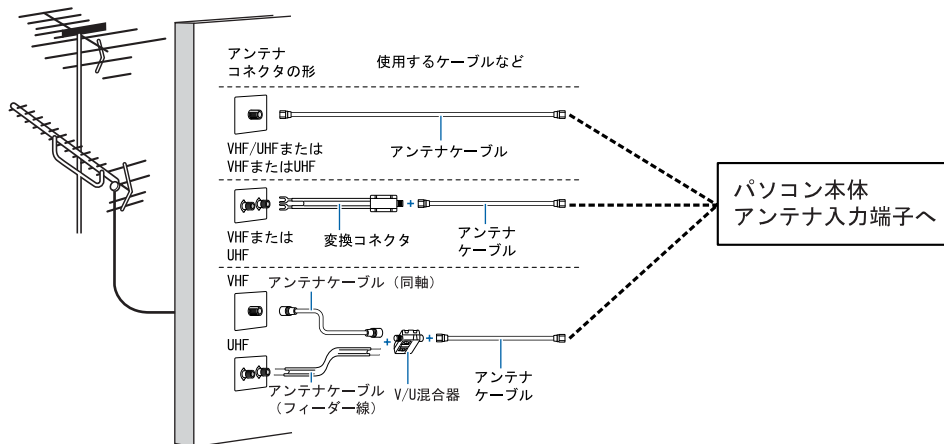 アンテナ
コネクタの形
使用するケーブルなど
アンテナケーブル
VHF/UHFまたは
VHFまたはUHF
変換コネクタ
アンテナ
ケーブル
VHFまたは
UHF
パソコン本体
アンテナ入力端子へ
VHF
アンテナケーブル（同軸）
UHF
アンテナケーブル
（フィーダー線）
V/U混合器
アンテナ
ケーブル